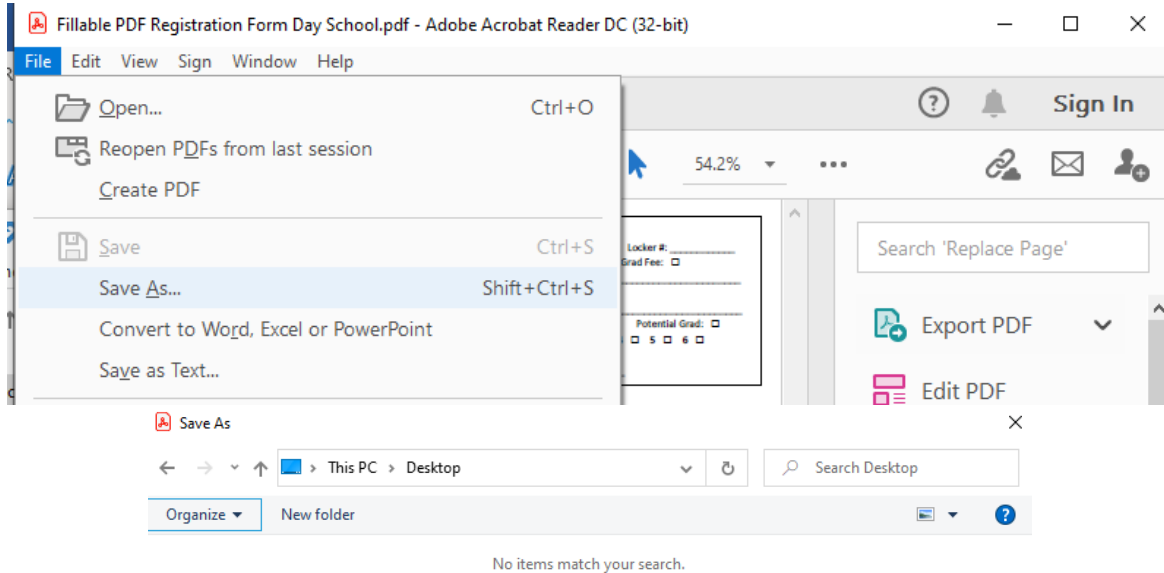 Fillable PDF Registration Form Day School.pdf - Adobe Acrobat Reader DC (32-bit)
File Edit View Sign Window Help
Open... Ctrl+O
Sign In
Reopen PDFs from last session
54.2%
Create PDF
Save Ctrl+S
Locker #:
Search 'Replace Page'
Grad Fee:
Save As... Shift+Ctrl+S
Export PDF
Potential Grad:
Convert to Word, Excel or PowerPoint
5 6
Save as Text...
Edit PDF
Save As
This PC > Desktop
Search Desktop
Organize New folder
No items match your search.